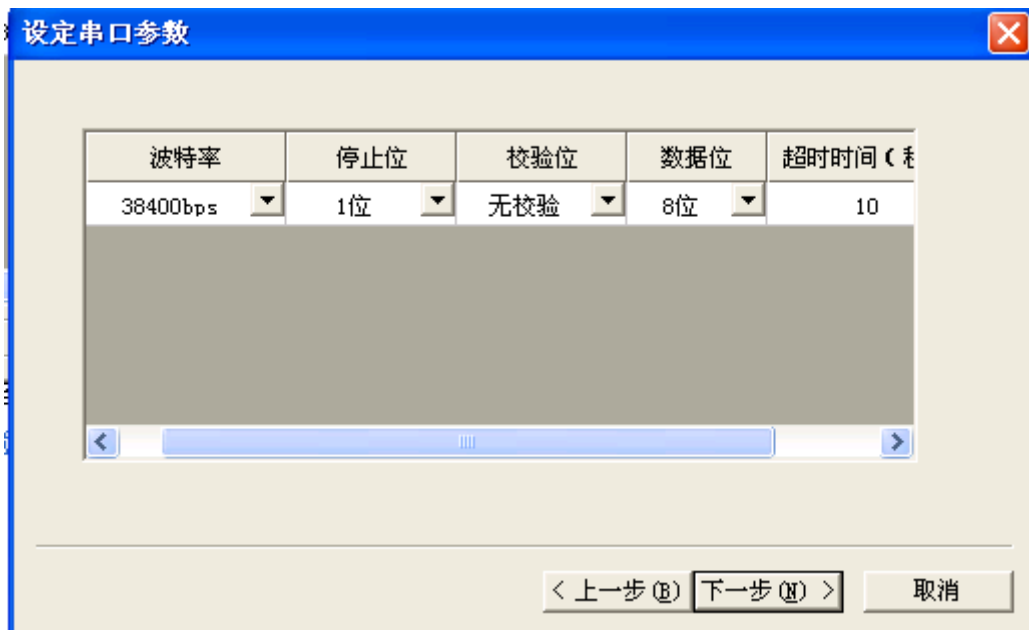 设定串口参数
波特率 停止位 校验位 数据位 超时时间(
38400bps 1位 无校验 8位 10
< 上一步(B) 下一步(N) > 取消